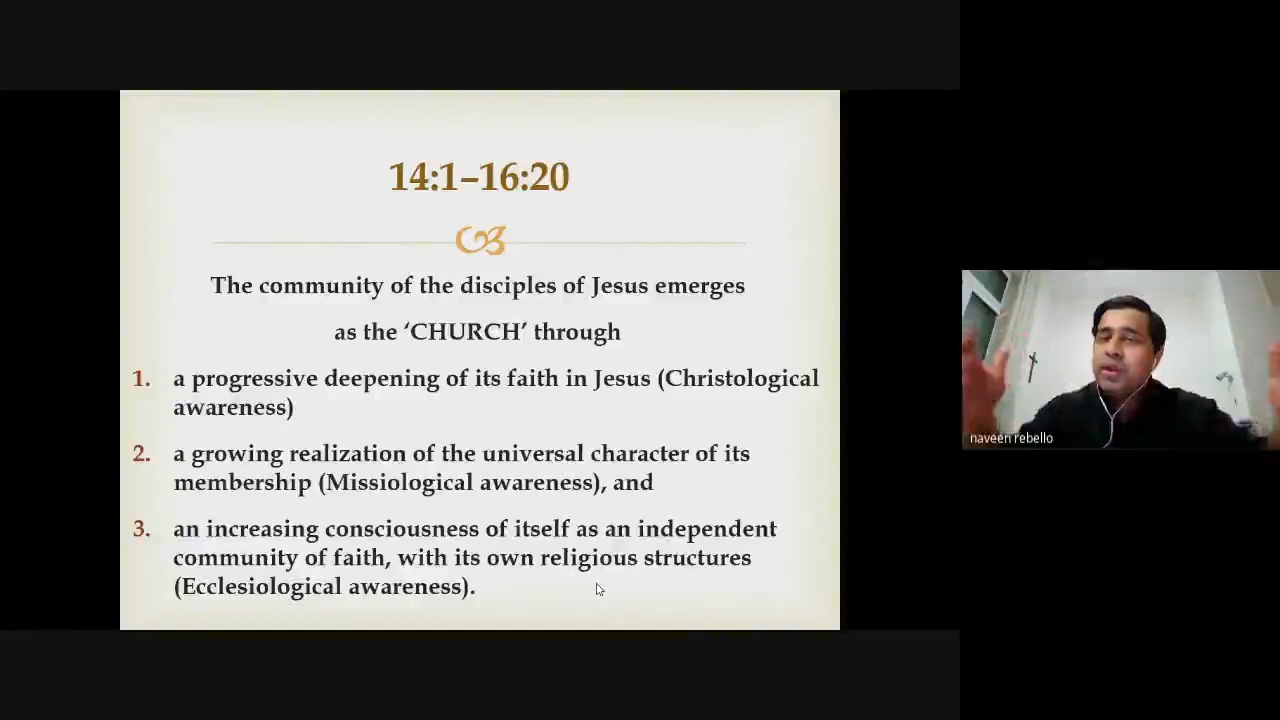 14:1–16:20
The community of the disciples of Jesus emerges
as the ‘CHURCH’ through
1. a progressive deepening of its faith in Jesus (Christological
awareness)
2. a growing realization of the universal character of its
membership (Missiological awareness), and
3. an increasing consciousness of itself as an independent
community of faith, with its own religious structures
(Ecclesiological awareness).
naveen rebello